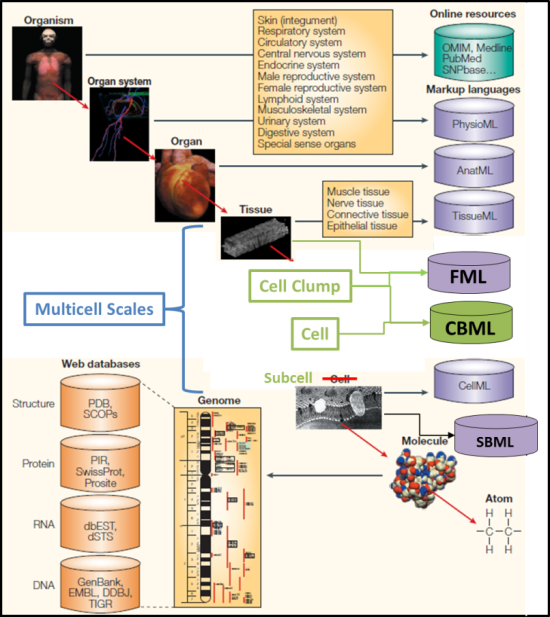 Organism
Organ system
Organ
Tissue
Skin (integument)
Respiratory system
Circulatory system
Central nervous system
Endocrine system
Male reproductive system
Female reproductive system
Lymphoid system
Musculoskeletal system
Urinary system
Digestive system
Special sense organs
Online resources
OMIM, Medline
PubMed
SNPbase...
Markup languages
PhysioML
AnatML
TissueML
Muscle tissue
Nerve tissue
Connective tissue
Epithelial tissue
Multicell Scales
Cell Clump
Cell
FML
CBML
Subcell Cell
CellML
SBML
Molecule
Atom
H H
C C
H H
Web databases
Structure
PDB,
SCOPs
Protein
PIR,
SwissProt,
Prosite
RNA
dbEST,
dSTS
DNA
GenBank,
EMBL, DDBJ,
TIGR
Genome